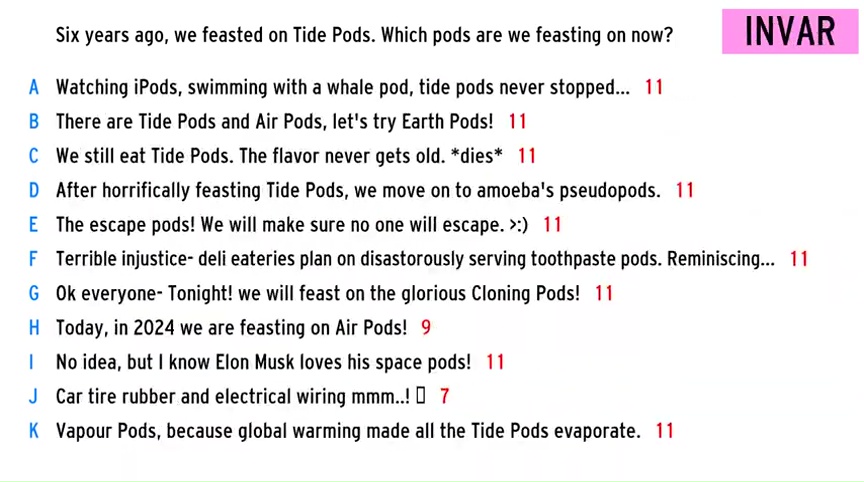 Six years ago, we feasted on Tide Pods. Which pods are we feasting on now?
INVAR
A Watching iPods, swimming with a whale pod, tide pods never stopped... 11
B There are Tide Pods and Air Pods, let's try Earth Pods! 11
C We still eat Tide Pods. The flavor never gets old. *dies* 11
D After horrifically feasting Tide Pods, we move on to amoeba's pseudopods. 11
E The escape pods! We will make sure no one will escape. >:) 11
F Terrible injustice- deli eateries plan on disastorously serving toothpaste pods. Reminiscing... 11
G Ok everyone- Tonight! we will feast on the glorious Cloning Pods! 11
H Today, in 2024 we are feasting on Air Pods! 9
I No idea, but I know Elon Musk loves his space pods! 11
J Car tire rubber and electrical wiring mmm..! 7
K Vapour Pods, because global warming made all the Tide Pods evaporate. 11